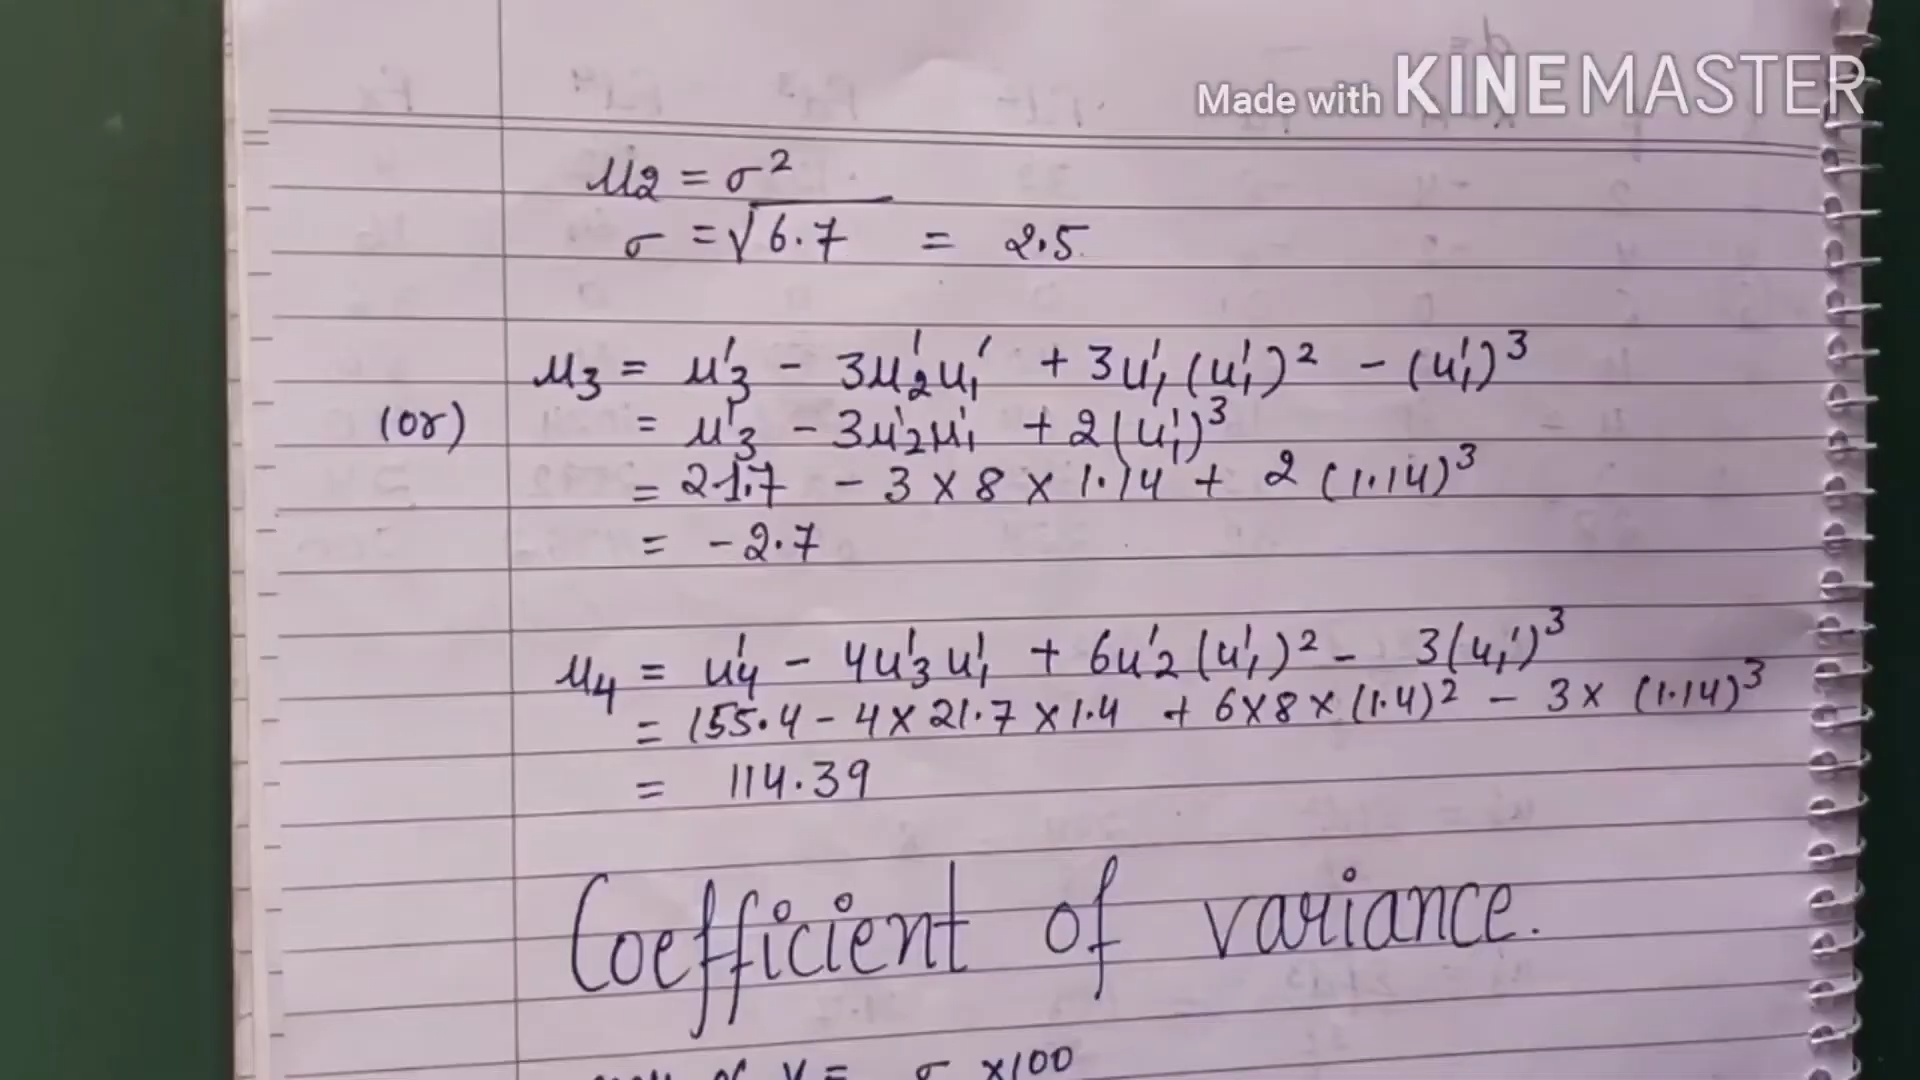 Made with KINEMASTER
μ2 = σ²
σ = √6.7 = 2.5
μ3 = μ'3 - 3μ'2μ'1 + 3μ'1(μ'1)² - (μ'1)³
(or) = μ'3 - 3μ'2μ'1 + 2(μ'1)³
= 21.7 - 3 × 8 × 1.14 + 2 (1.14)³
= -2.7
μ4 = μ'4 - 4μ'3μ'1 + 6μ'2(μ'1)² - 3(μ'1)³
= 155.4 - 4×21.7×1.4 + 6×8×(1.4)² - 3× (1.14)³
= 114.39
Coefficient of variance.
of V = σ ×100